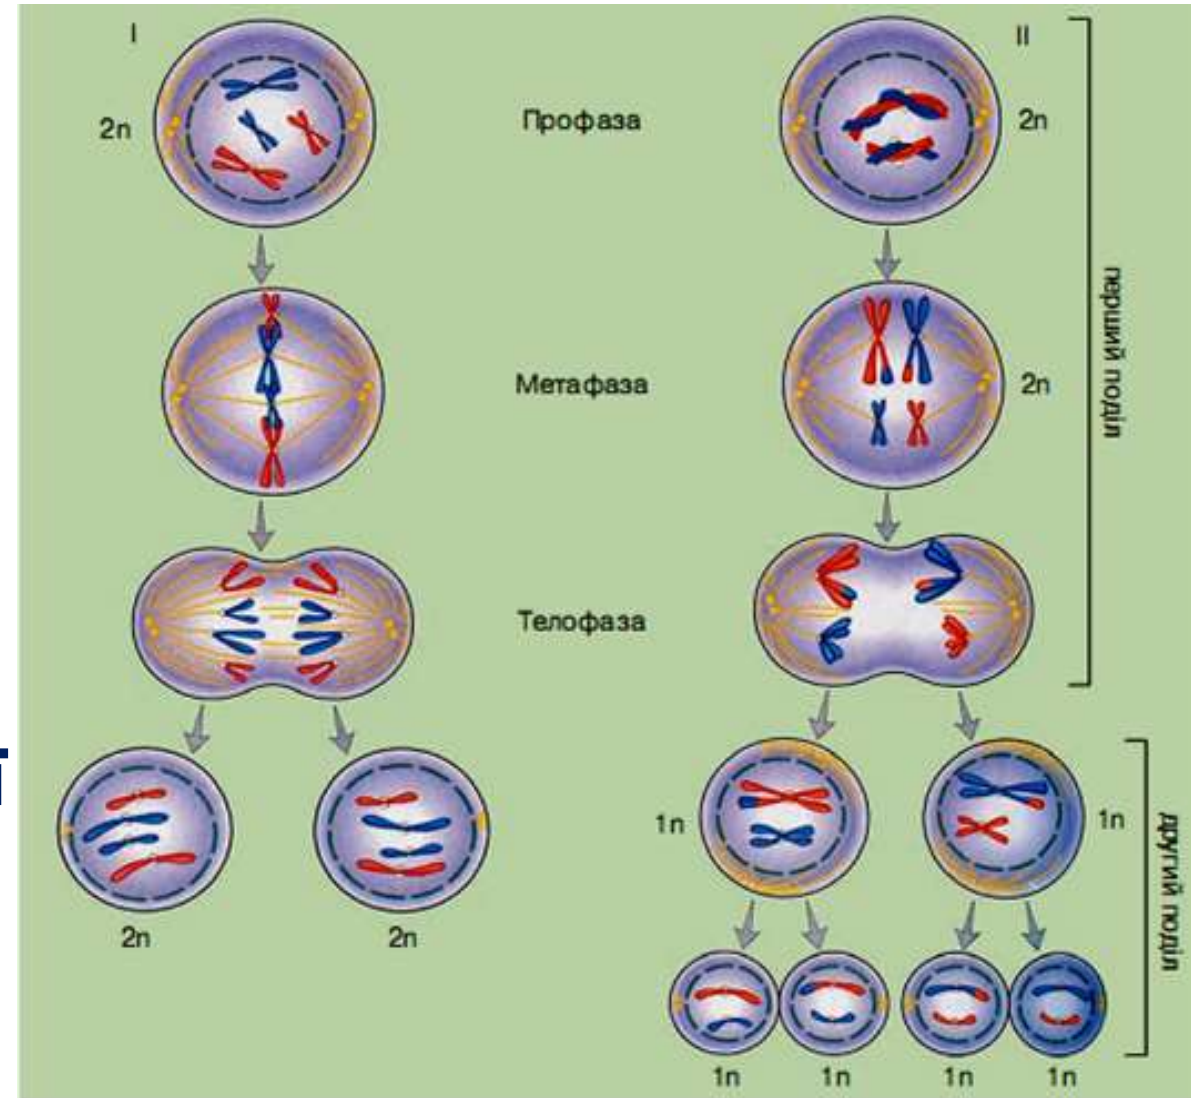 I
II
2n
Профаза
2n
Метафаза
2n
перший поділ
Телофаза
1n
1n
другий поділ
2n
2n
1n
1n
1n
1n